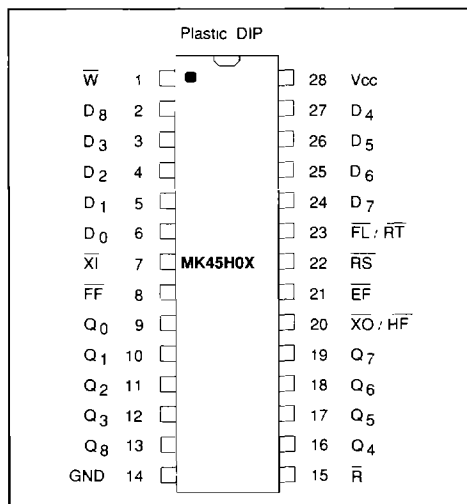 Plastic DIP
W̅ 1 28 Vcc
D8 2 27 D4
D3 3 26 D5
D2 4 25 D6
D1 5 24 D7
D0 6 23 F̅L̅ / R̅T̅
X̅I̅ 7 MK45H0X 22 R̅S̅
F̅F̅ 8 21 E̅F̅
Q0 9 20 X̅O̅ / H̅F̅
Q1 10 19 Q7
Q2 11 18 Q6
Q3 12 17 Q5
Q8 13 16 Q4
GND 14 15 R̅